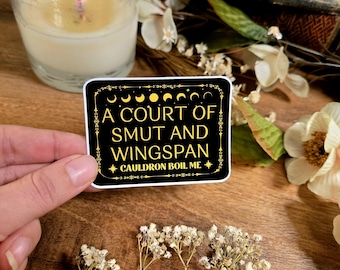 A COURT OF
SMUT AND
WINGSPAN
CAULDRON BOIL ME